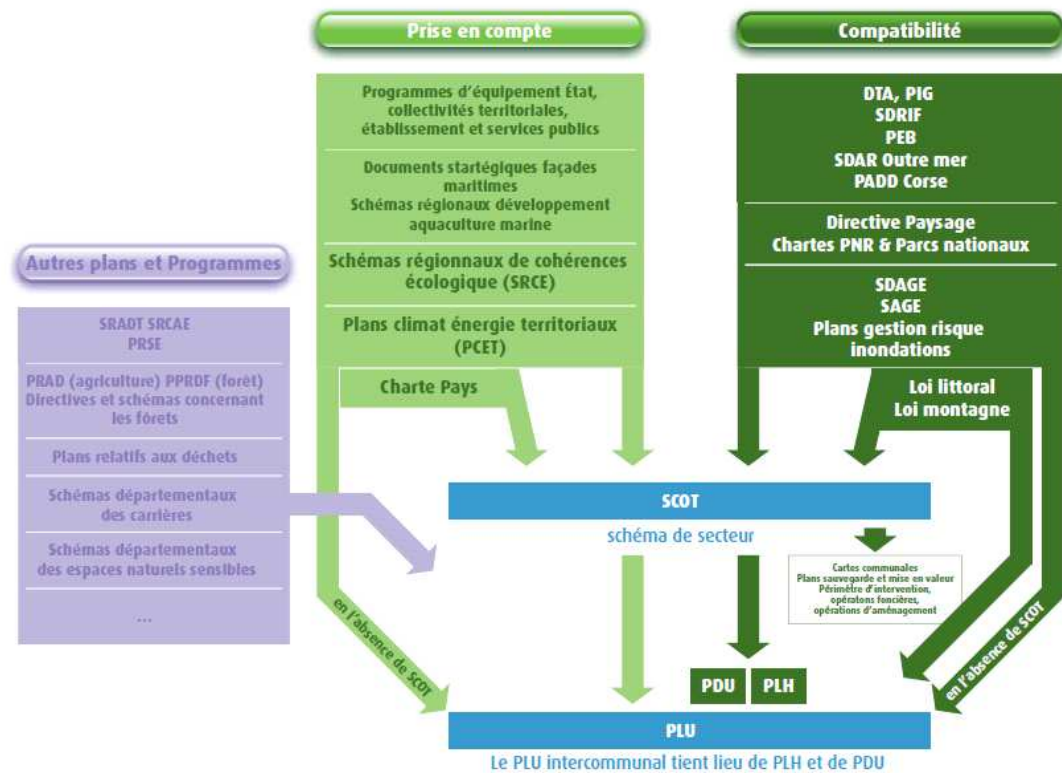 Prise en compte
Programmes d'équipement État,
collectivités territoriales,
établissement et services publics
Documents startégiques façades
maritimes
Schémas régionaux développement
aquaculture marine
Schémas régionnaux de cohérences
écologique (SRCE)
Plans climat énergie territoriaux
(PCET)
Charte Pays
Compatibilité
DTA, PIG
SDRIF
PEB
SDAR Outre mer
PADD Corse
Directive Paysage
Chartes PNR & Parcs nationaux
SDAGE
SAGE
Plans gestion risque
inondations
Loi littoral
Loi montagne
Autres plans et Programmes
SRADT SRCAE
PRSE
PRAD (agriculture) PPRDF (forêt)
Directives et schémas concernant
les fôrets
Plans relatifs aux déchets
Schémas départementaux
des carrières
Schémas départementaux
des espaces naturels sensibles
...
SCOT
schéma de secteur
Cartes communales
Plans sauvegarde et mise en valeur
Périmètre d'intervention,
opératons foncières,
opérations d'aménagement
en l'absence de SCOT
en l'absence de SCOT
PDU
PLH
PLU
Le PLU intercommunal tient lieu de PLH et de PDU